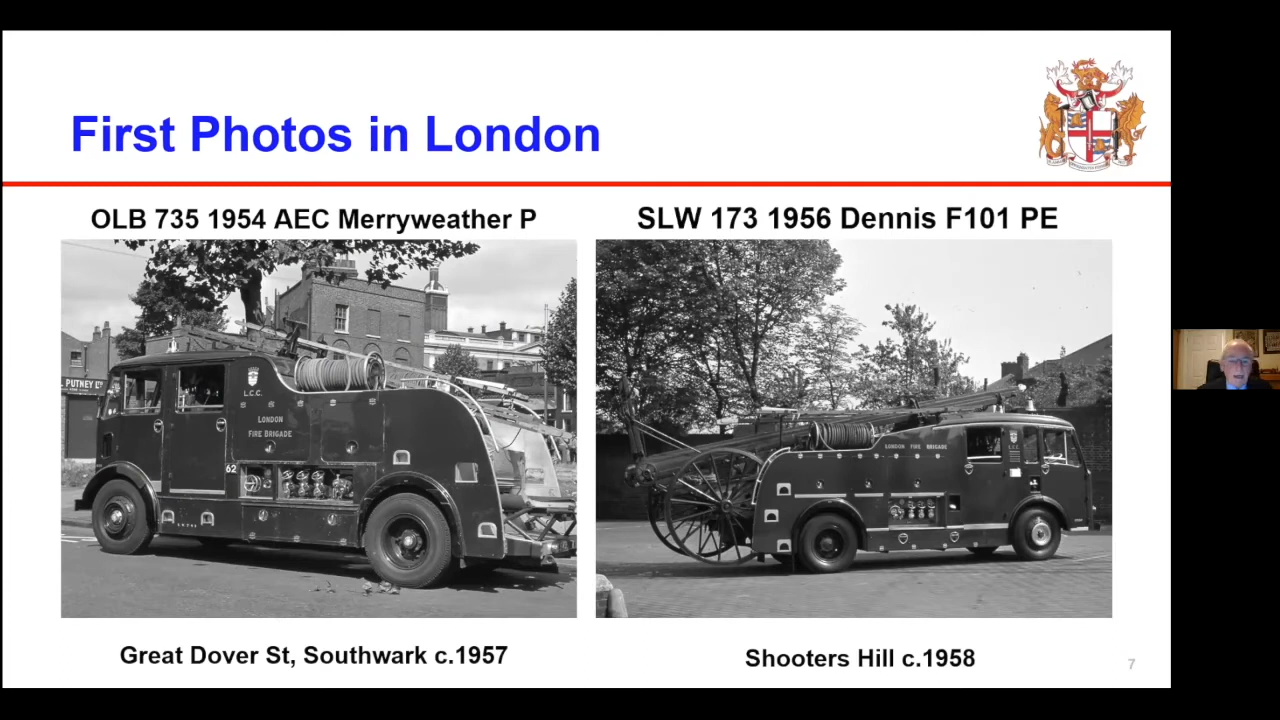 First Photos in London
OLB 735 1954 AEC Merryweather P
SLW 173 1956 Dennis F101 PE
PUTNEY LTD
L.C.C.
LONDON
FIRE BRIGADE
62
LONDON FIRE BRIGADE
L.C.C.
Great Dover St, Southwark c.1957
Shooters Hill c.1958
7